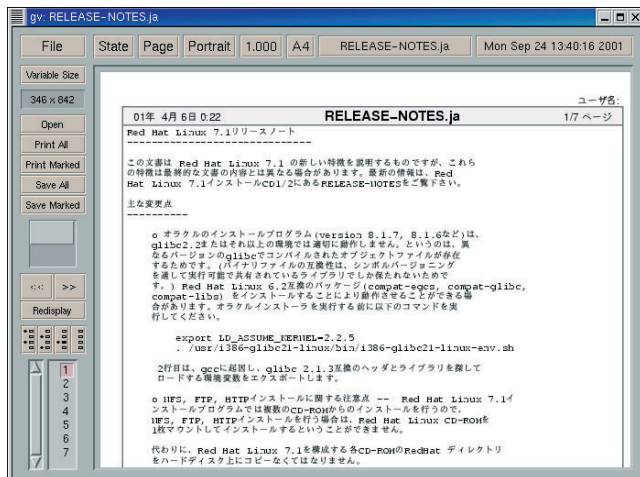 gv: RELEASE-NOTES.ja
File State Page Portrait 1.000 A4 RELEASE-NOTES.ja Mon Sep 24 13:40:16 2001
Variable Size
346 x 842
Open
Print All
Print Marked
Save All
Save Marked
<< >>
Redisplay
1
2
3
4
5
6
7
ユーザ名:
01年 4月 6日 0:22 RELEASE-NOTES.ja 1/7 ページ
Red Hat Linux 7.1リリースノート
------------------------------
この文書は Red Hat Linux 7.1 の新しい特徴を説明するものですが、これら
の特徴は最終的な文書の内容とは異なる場合があります。最新の情報は、Red
Hat Linux 7.1インストールCD1/2にあるRELEASE-NOTESをご覧下さい。
主な変更点
----------
o オラクルのインストールプログラム(version 8.1.7, 8.1.6など)は、
glibc2.2またはそれ以上の環境では適切に動作しません。というのは、異
なるバージョンのglibcでコンパイルされたオブジェクトファイルが存在
するためです。(バイナリファイルの互換性は、シンボルバージョニング
を通して実行可能で共有されているライブラリでしか保たれないためで
す。) Red Hat Linux 6.2互換のパッケージ(compat-egcs, compat-glibc,
compat-libs) をインストールすることにより動作させることができる場
合があります。オラクルインストーラを実行する前に以下のコマンドを実
行してください。
export LD_ASSUME_KERNEL=2.2.5
. /usr/i386-glibc21-linux/bin/i386-glibc21-linux-env.sh
2行目は、gccに起因し、glibc 2.1.3互換のヘッダとライブラリを探して
ロードする環境変数をエクスポートします。
o NFS, FTP, HTTPインストールに関する注意点 -- Red Hat Linux 7.1イ
ンストールプログラムでは複数のCD-ROMからのインストールを行うので、
NFS, FTP, HTTPインストールを行う場合は、Red Hat Linux CD-ROMを
1枚マウントしてインストールするということができません。
代わりに、Red Hat Linux 7.1を構成する各CD-ROMのRedHat ディレクトリ
をハードディスク上にコピーなくてはなりません。